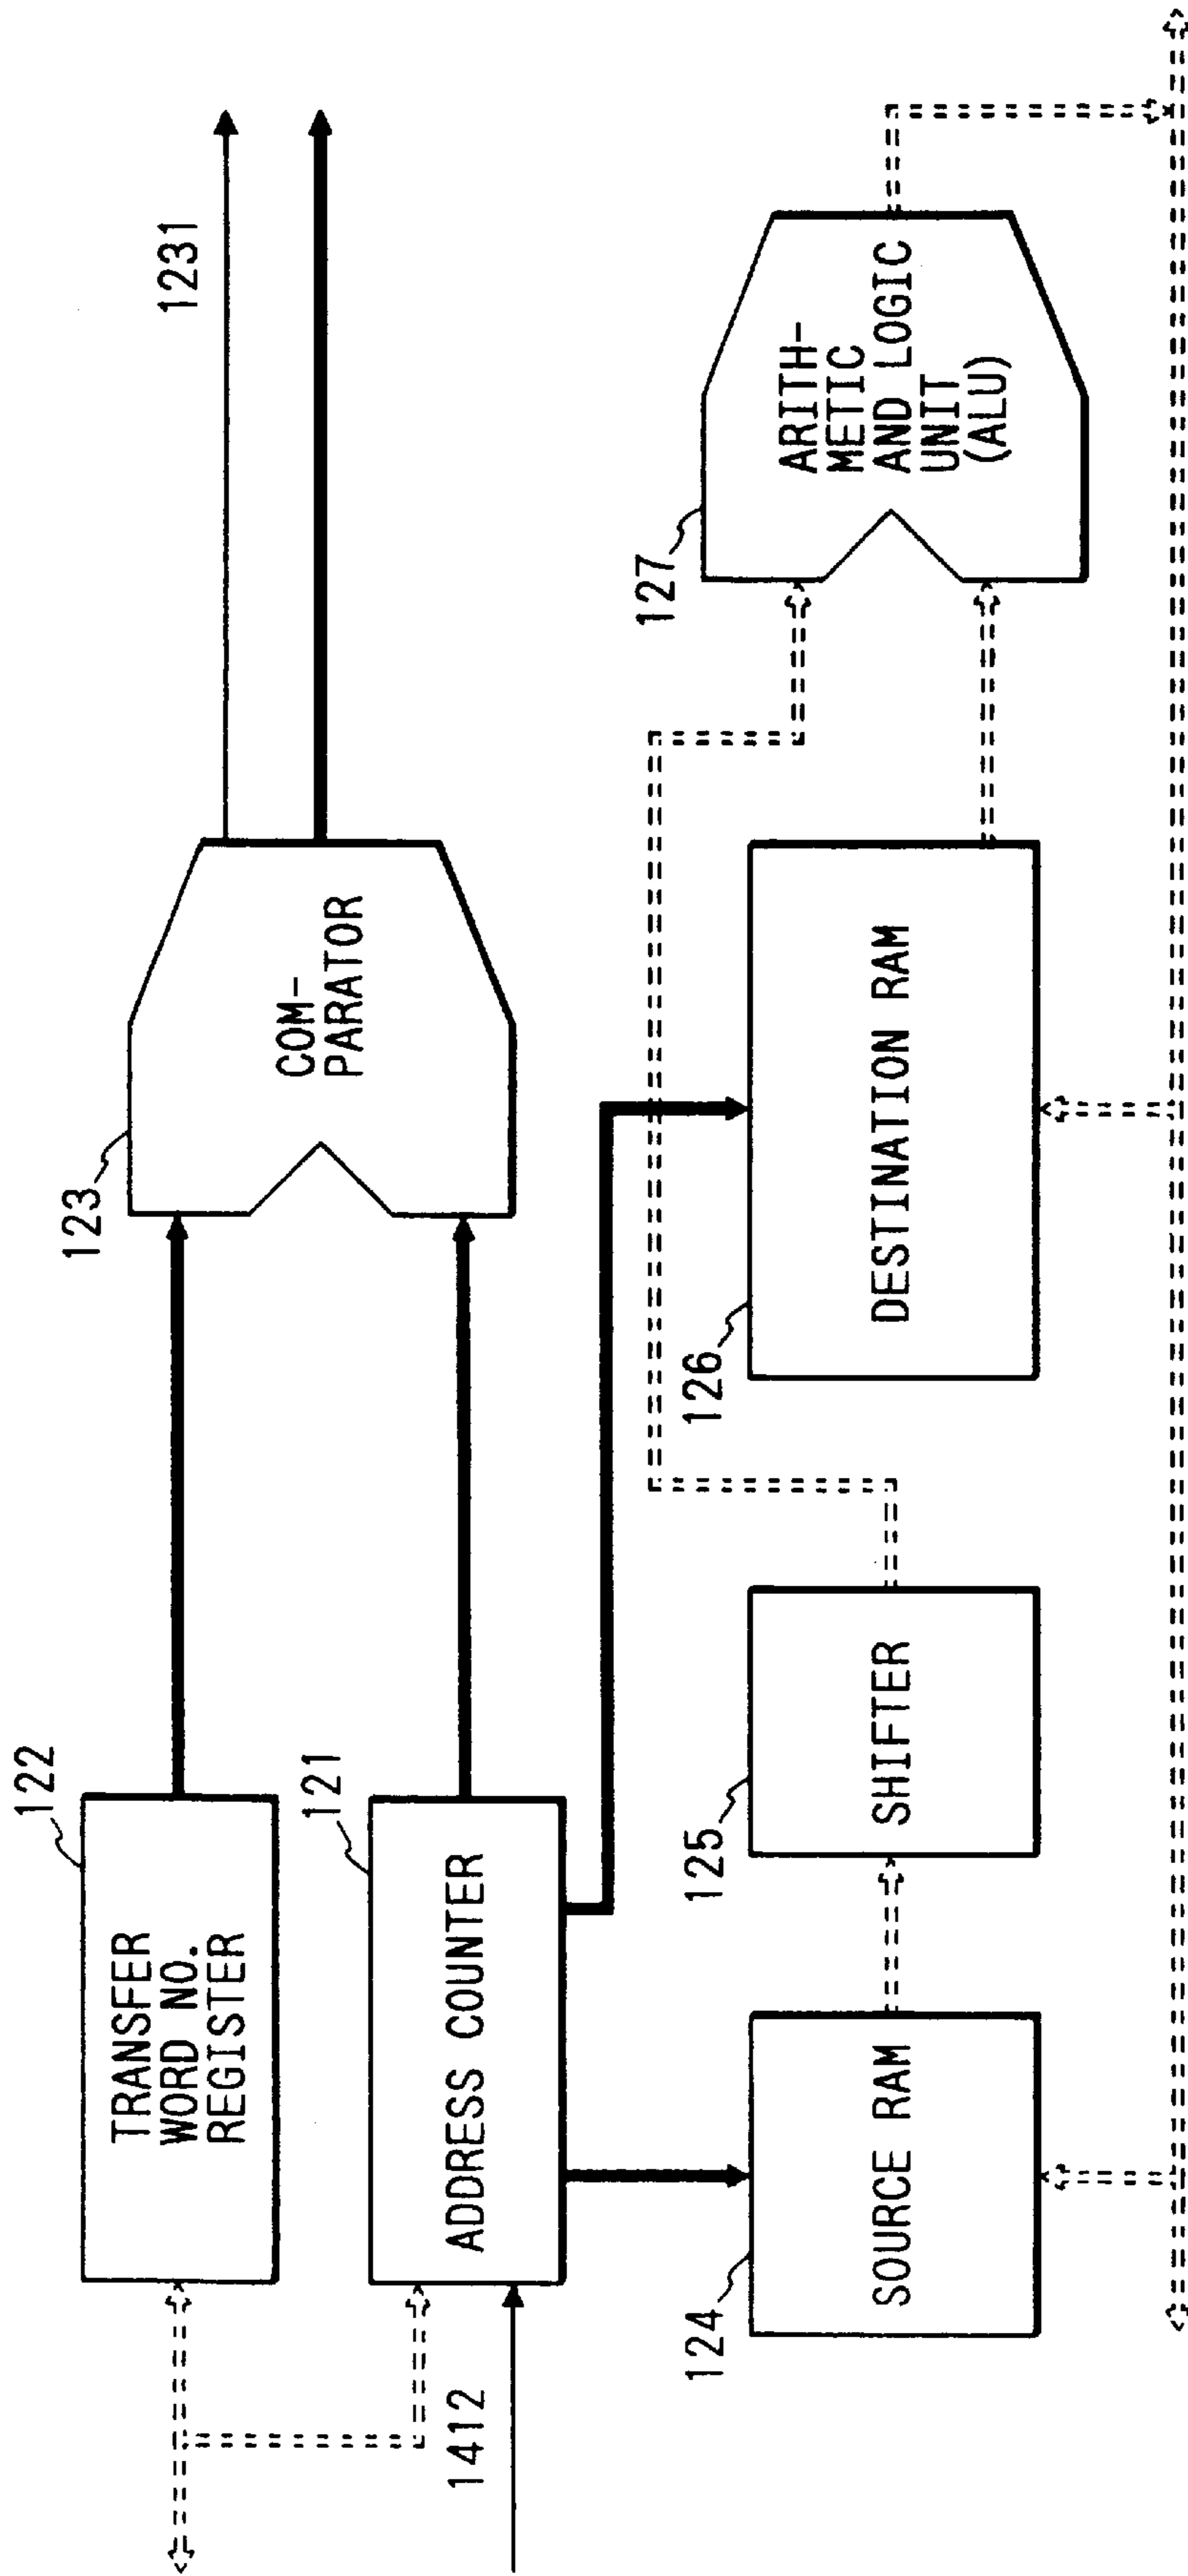 122
TRANSFER
WORD NO.
REGISTER
123
COM-
PARATOR
1231
121
ADDRESS COUNTER
1412
124
SOURCE RAM
125
SHIFTER
126
DESTINATION RAM
127
ARITH-
METIC
AND LOGIC
UNIT
(ALU)